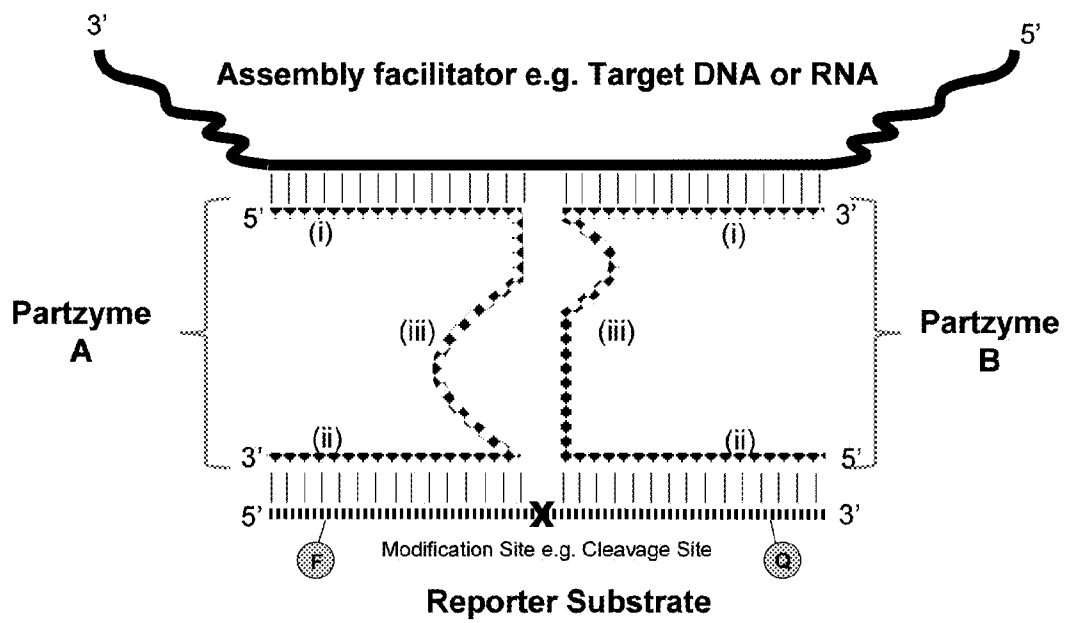 3’
5’
Assembly facilitator e.g. Target DNA or RNA
5’
(i)
(i)
3’
Partzyme
A
(iii)
(iii)
Partzyme
B
3’
(ii)
(ii)
5’
5’
X
3’
F
Modification Site e.g. Cleavage Site
Q
Reporter Substrate